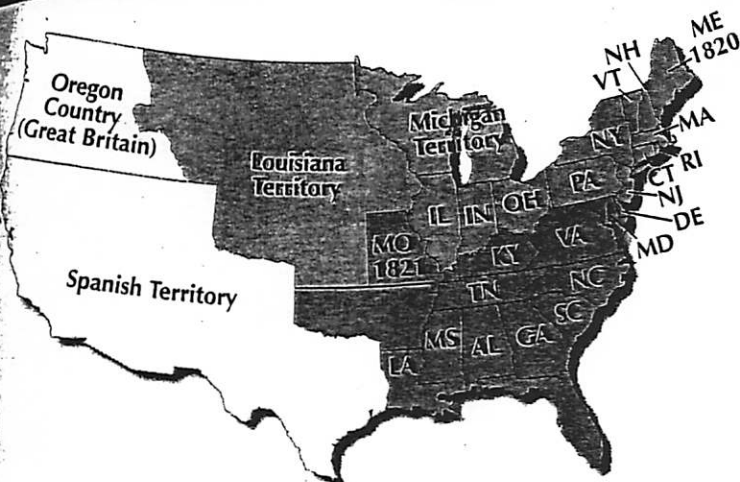 Oregon
Country
(Great Britain)
Louisiana
Territory
Spanish Territory
Michigan
Territory
MO
1821
IL
IN
OH
KY
TN
MS
AL
GA
LA
SC
NC
VA
PA
NY
VT
NH
ME
1820
MA
RI
CT
NJ
DE
MD